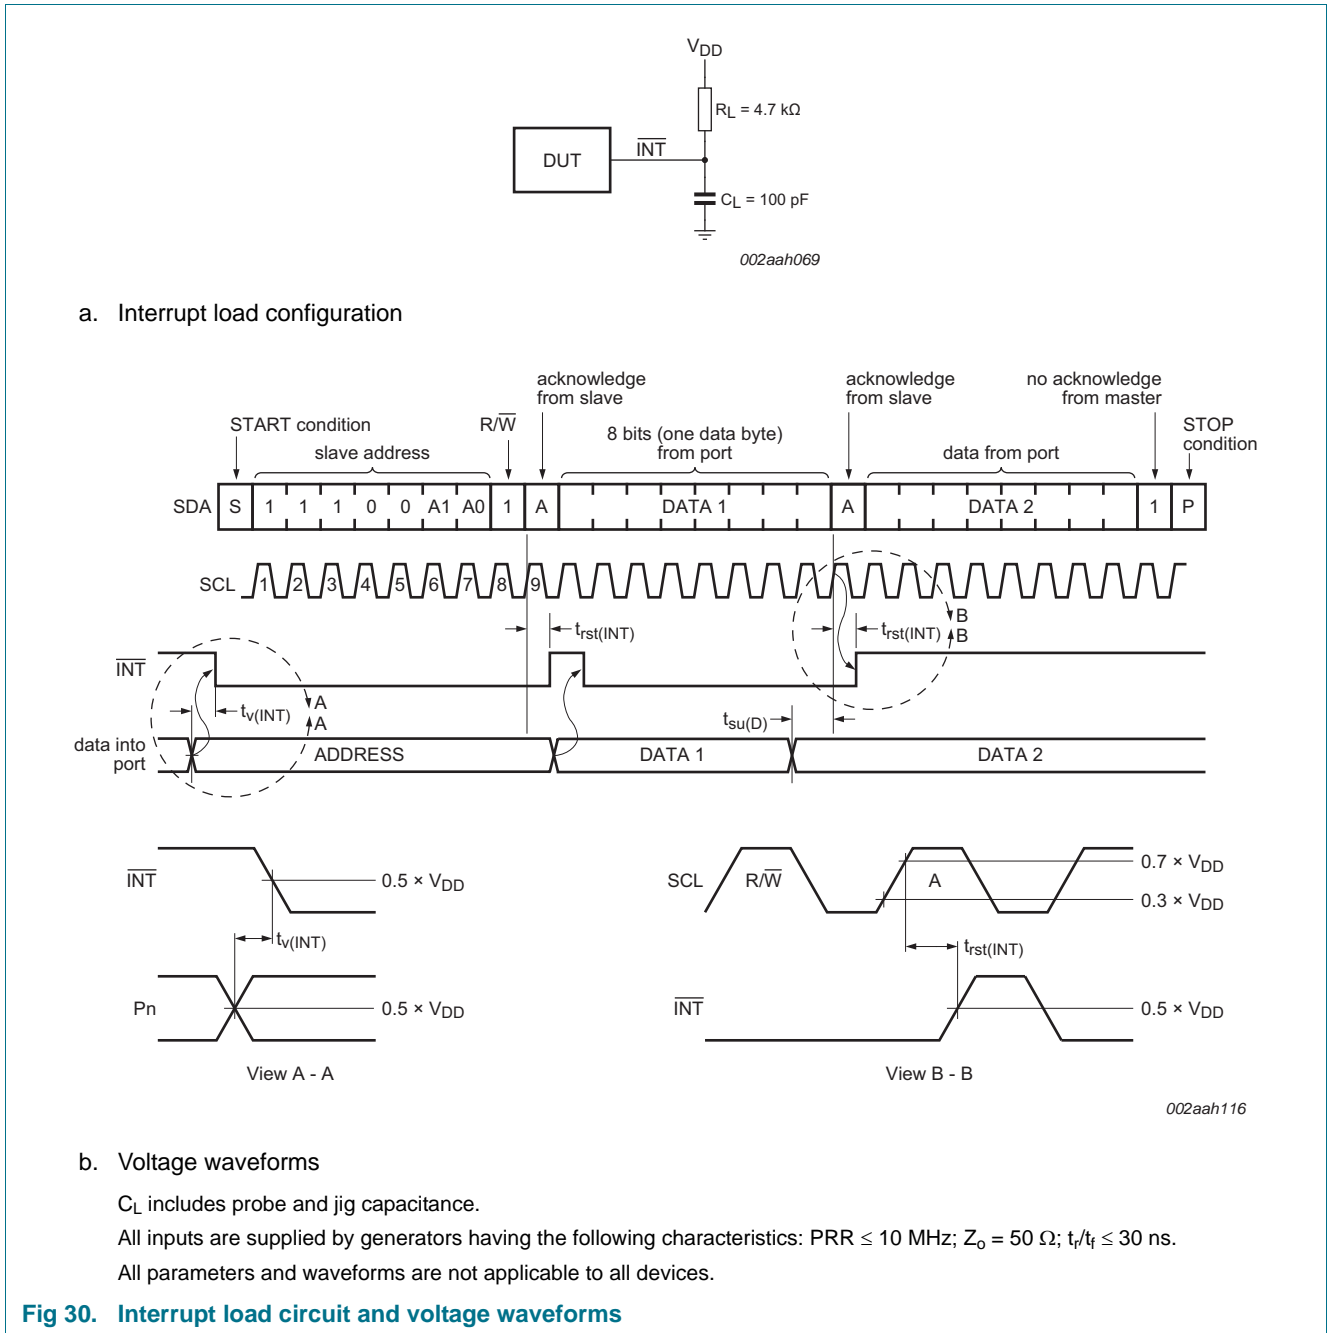 VDD
RL = 4.7 kΩ
DUT
INT
CL = 100 pF
002aah069
a. Interrupt load configuration
acknowledge
from slave
acknowledge
from slave
no acknowledge
from master
START condition
R/W
8 bits (one data byte)
from port
STOP
condition
slave address
data from port
SDA S 1 1 1 0 0 A1 A0 1 A DATA 1 A DATA 2 1 P
SCL 1 2 3 4 5 6 7 8 9
B
B
trst(INT)
trst(INT)
INT
A
A
tv(INT)
tsu(D)
data into
port
ADDRESS DATA 1 DATA 2
INT
0.5 × VDD
tv(INT)
Pn
0.5 × VDD
View A - A
SCL R/W A
0.7 × VDD
0.3 × VDD
trst(INT)
INT
0.5 × VDD
View B - B
002aah116
b. Voltage waveforms
CL includes probe and jig capacitance.
All inputs are supplied by generators having the following characteristics: PRR ≤ 10 MHz; Zo = 50 Ω; tr/tf ≤ 30 ns.
All parameters and waveforms are not applicable to all devices.
Fig 30. Interrupt load circuit and voltage waveforms